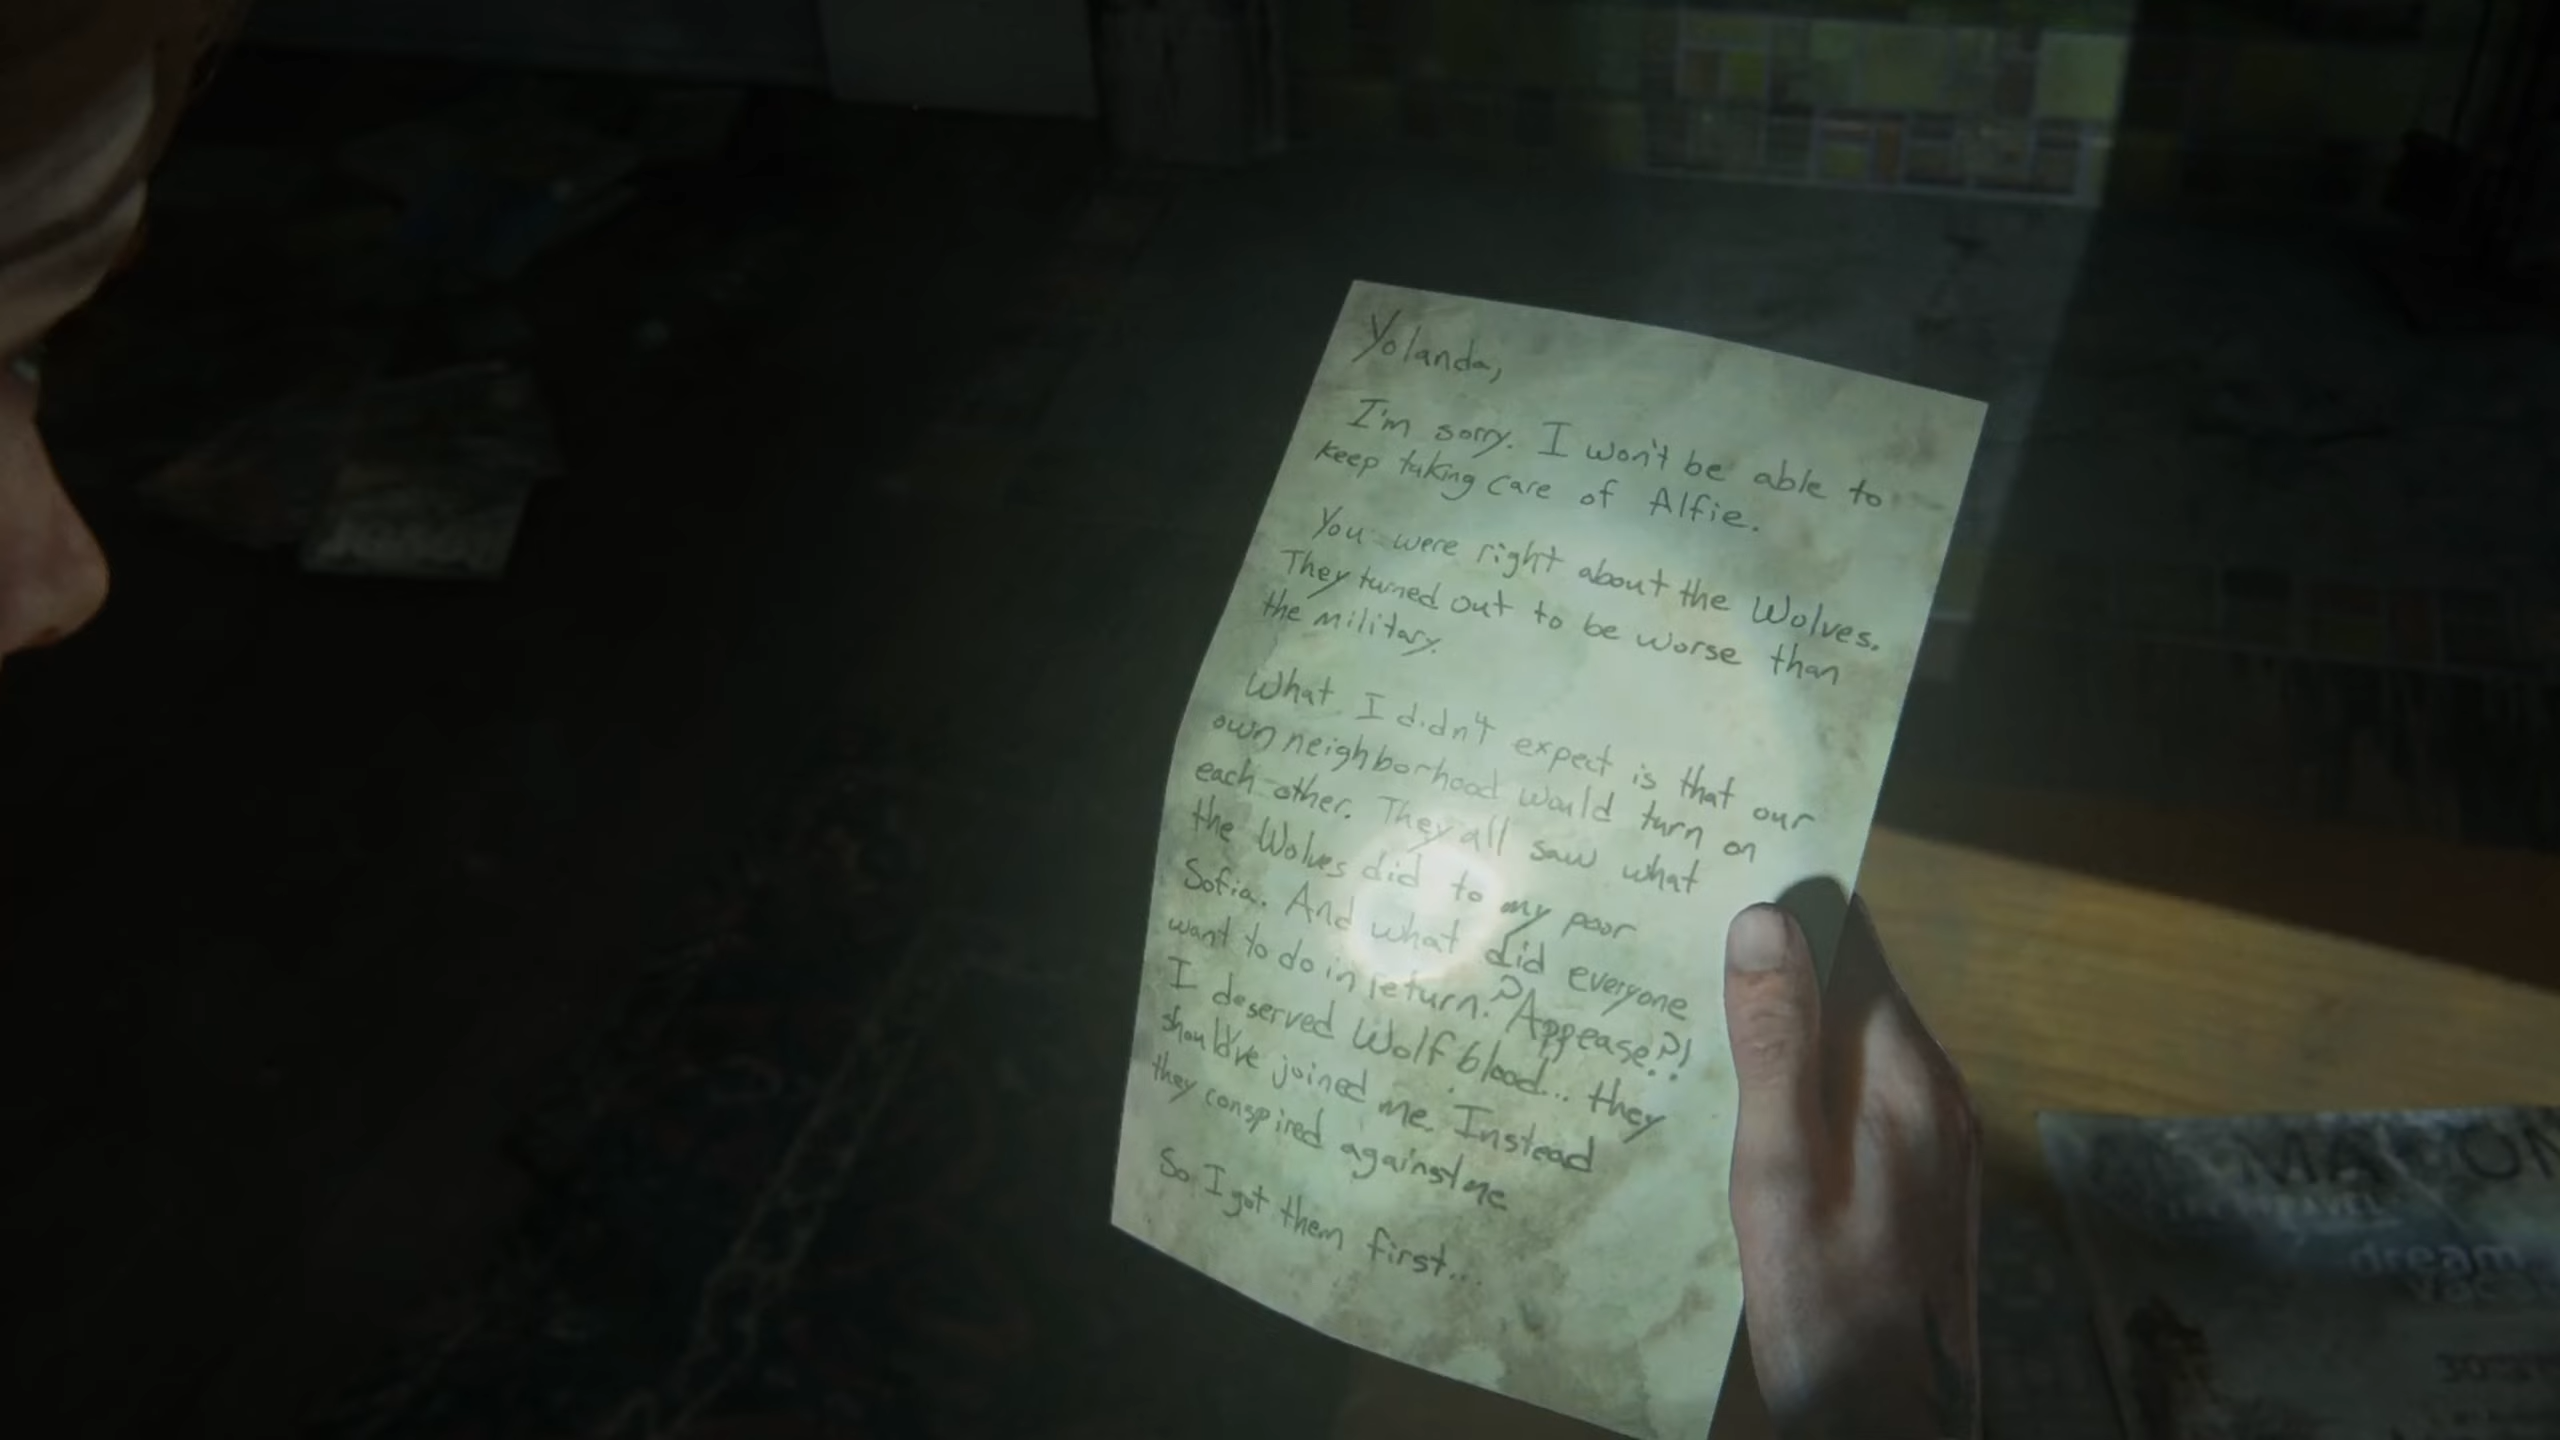 Yolanda,
I'm sorry. I won't be able to
keep taking care of Alfie.
You were right about the Wolves.
They turned out to be worse than
the military.
What I didn't expect is that our
own neighborhood would turn on
each other. They all saw what
the Wolves did to my poor
Sofia. And what did everyone
want to do in return? Appease?!
I deserved Wolf blood... they
should've joined me. Instead
they conspired against me
So I got them first...
dream